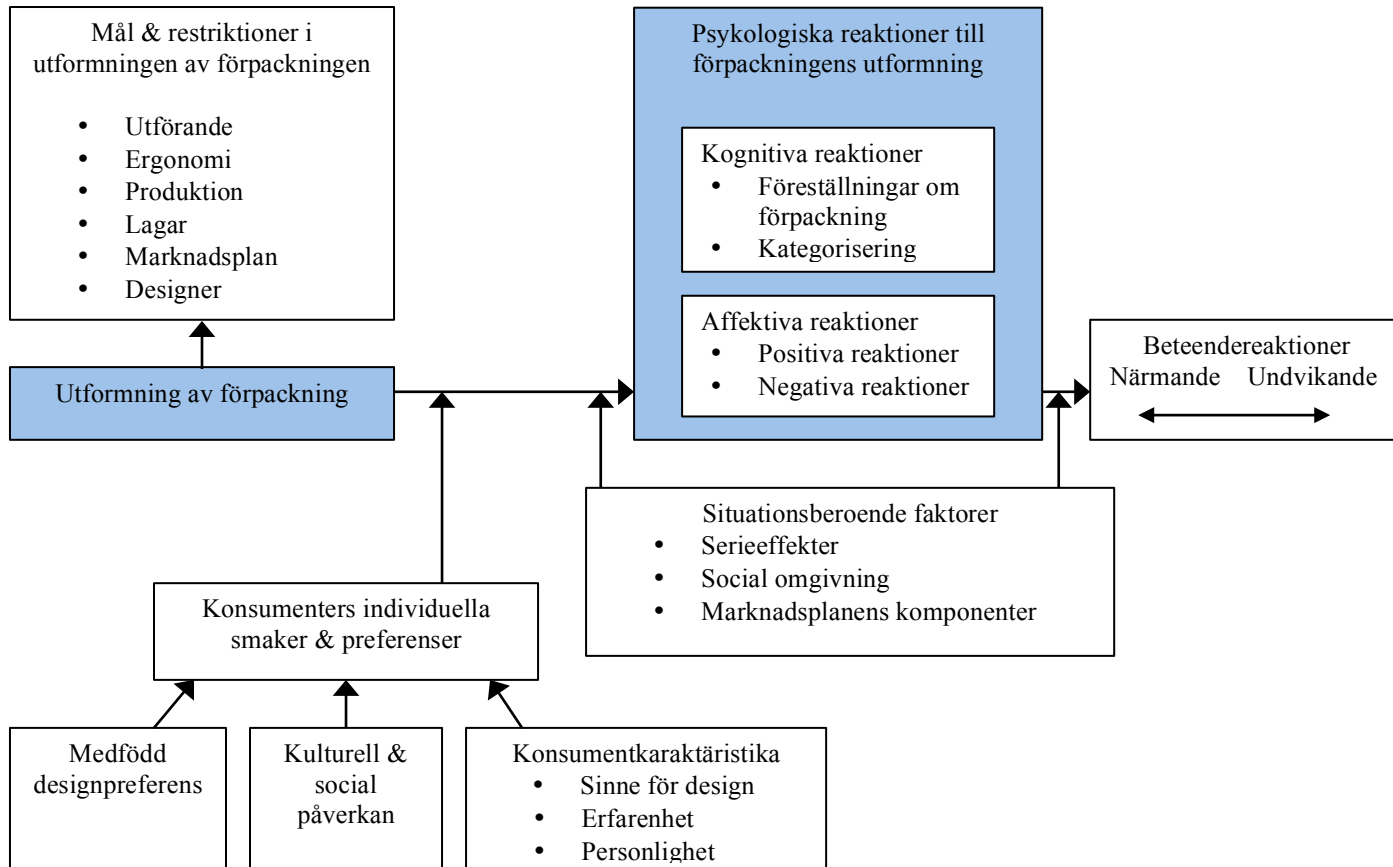 Mål & restriktioner i
utformningen av förpackningen
• Utförande
• Ergonomi
• Produktion
• Lagar
• Marknadsplan
• Designer
Utformning av förpackning
Psykologiska reaktioner till
förpackningens utformning
Kognitiva reaktioner
• Föreställningar om
förpackning
• Kategorisering
Affektiva reaktioner
• Positiva reaktioner
• Negativa reaktioner
Beteendereaktioner
Närmande Undvikande
Situationsberoende faktorer
• Serieeffekter
• Social omgivning
• Marknadsplanens komponenter
Konsumenters individuella
smaker & preferenser
Medfödd
designpreferens
Kulturell &
social
påverkan
Konsumentkaraktäristika
• Sinne för design
• Erfarenhet
• Personlighet